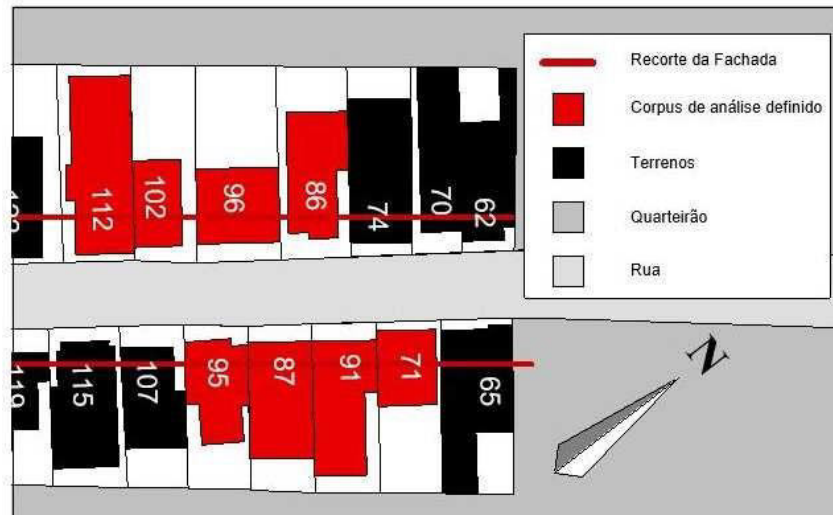 Recorte da Fachada
Corpus de análise definido
Terrenos
Quarteirão
Rua
112
102
96
86
74
70
62
N
115
107
95
87
91
71
65